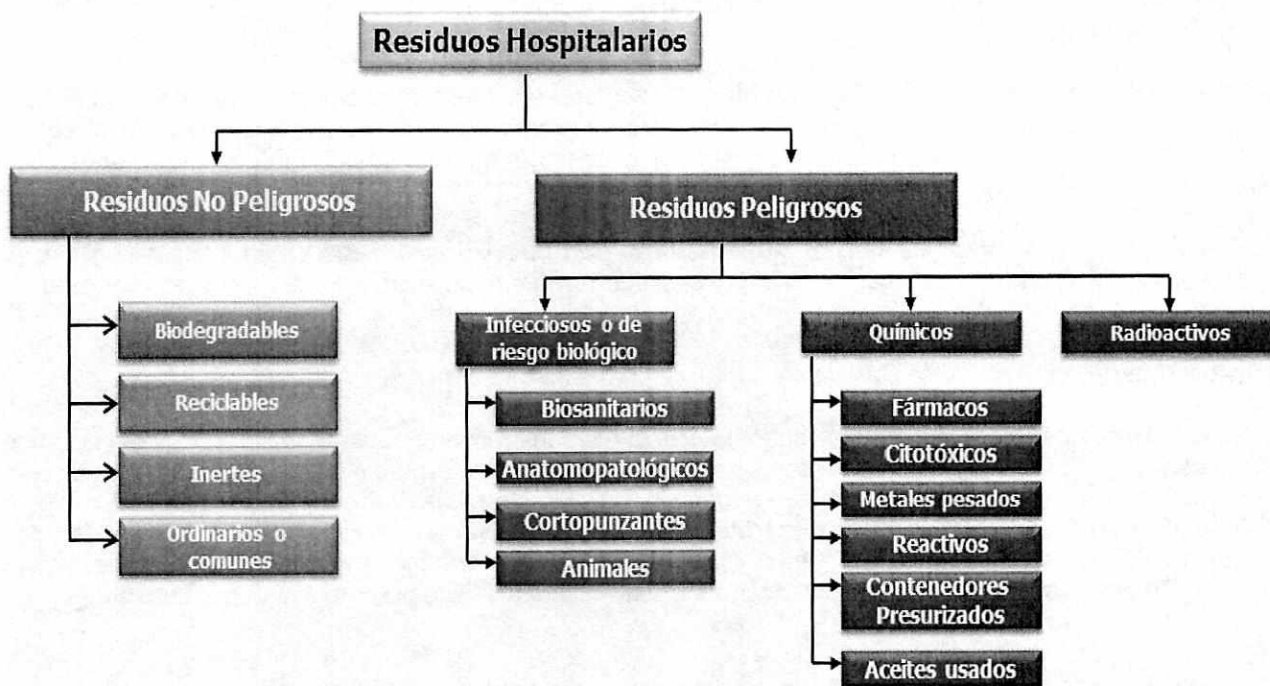 Residuos Hospitalarios
Residuos No Peligrosos
Residuos Peligrosos
Biodegradables
Reciclables
Inertes
Ordinarios o
comunes
Infecciosos o de
riesgo biológico
Biosanitarios
Anatomopatológicos
Cortopunzantes
Animales
Químicos
Fármacos
Citotóxicos
Metales pesados
Reactivos
Contenedores
Presurizados
Aceites usados
Radioactivos